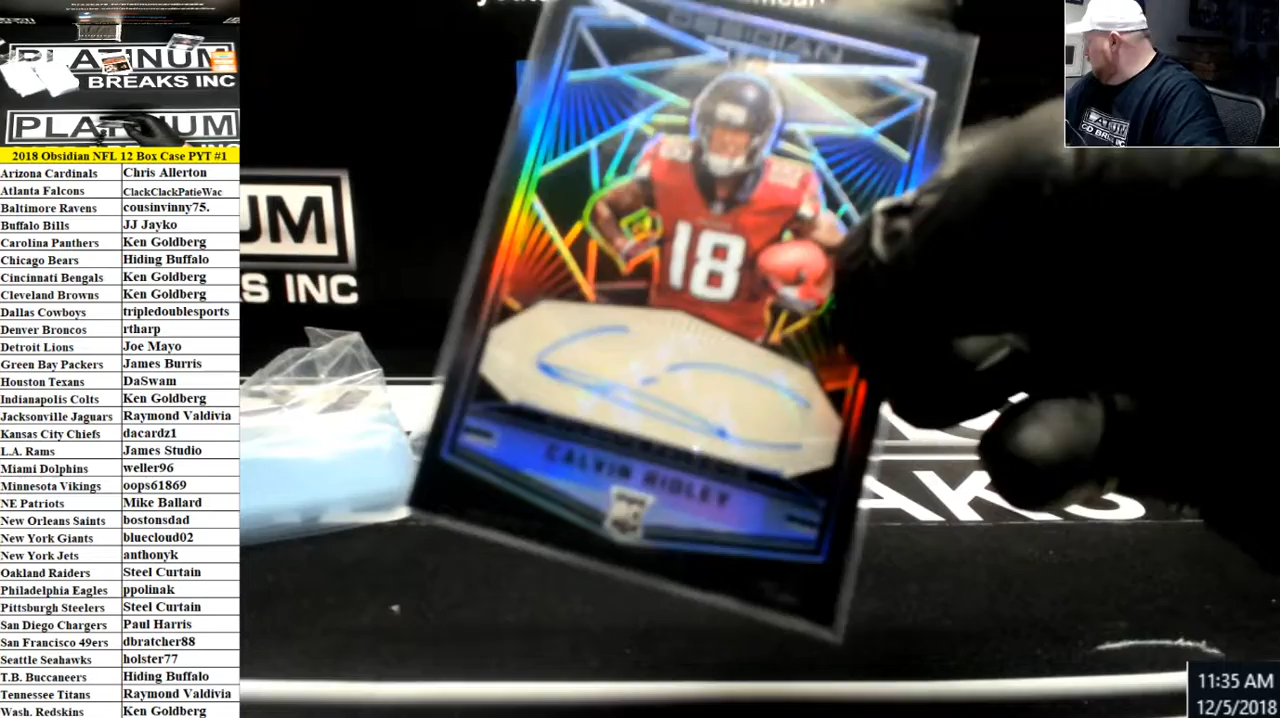 PLATINUM
BREAKS INC
PLATINUM
2018 Obsidian NFL 12 Box Case PYT #1
Arizona Cardinals Chris Allerton
Atlanta Falcons ClackClackPatieWac
Baltimore Ravens cousinvinny75.
Buffalo Bills JJ Jayko
Carolina Panthers Ken Goldberg
Chicago Bears Hiding Buffalo
Cincinnati Bengals Ken Goldberg
Cleveland Browns Ken Goldberg
Dallas Cowboys tripledoublesports
Denver Broncos rtharp
Detroit Lions Joe Mayo
Green Bay Packers James Burris
Houston Texans DaSwam
Indianapolis Colts Ken Goldberg
Jacksonville Jaguars Raymond Valdivia
Kansas City Chiefs dacardz1
L.A. Rams James Studio
Miami Dolphins weller96
Minnesota Vikings oops61869
NE Patriots Mike Ballard
New Orleans Saints bostonsdad
New York Giants bluecloud02
New York Jets anthonyk
Oakland Raiders Steel Curtain
Philadelphia Eagles ppolinak
Pittsburgh Steelers Steel Curtain
San Diego Chargers Paul Harris
San Francisco 49ers dbratcher88
Seattle Seahawks holster77
T.B. Buccaneers Hiding Buffalo
Tennessee Titans Raymond Valdivia
Wash. Redskins Ken Goldberg
UM
S INC
18
CALVIN RIDLEY
AKS
11:35 AM
12/5/2018